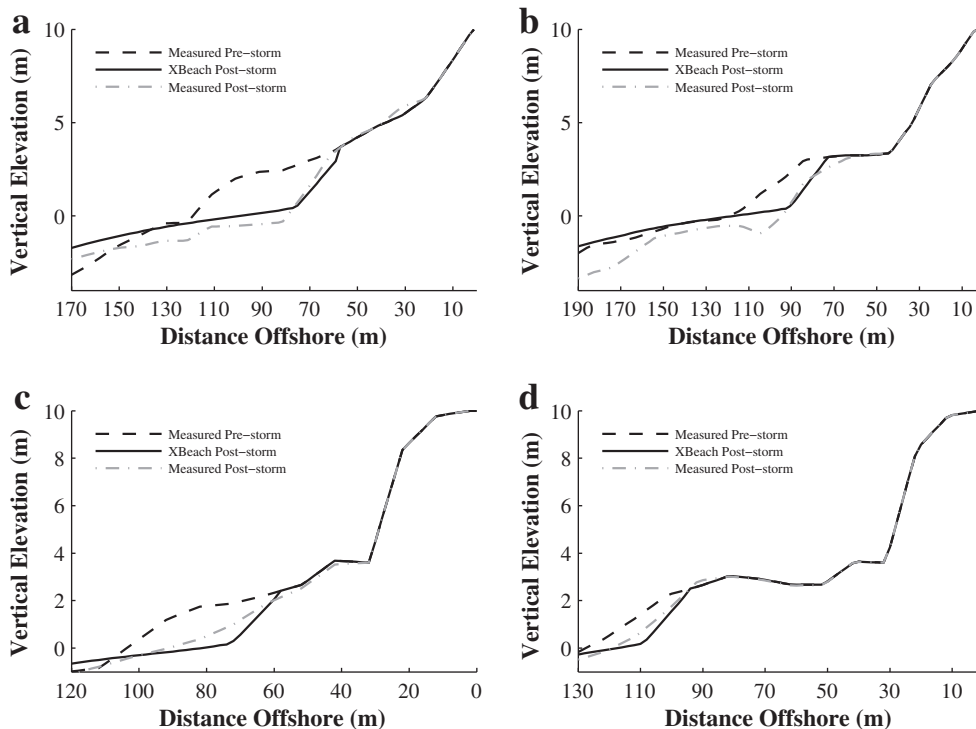 a
10
5
0
Vertical Elevation (m)
Measured Pre−storm
XBeach Post−storm
Measured Post−storm
170 150 130 110 90 70 50 30 10
Distance Offshore (m)
b
10
5
0
Vertical Elevation (m)
Measured Pre−storm
XBeach Post−storm
Measured Post−storm
190 170 150 130 110 90 70 50 30 10
Distance Offshore (m)
c
10
8
6
4
2
0
Vertical Elevation (m)
Measured Pre−storm
XBeach Post−storm
Measured Post−storm
120 100 80 60 40 20 0
Distance Offshore (m)
d
10
8
6
4
2
0
Vertical Elevation (m)
Measured Pre−storm
XBeach Post−storm
Measured Post−storm
130 110 90 70 50 30 10
Distance Offshore (m)